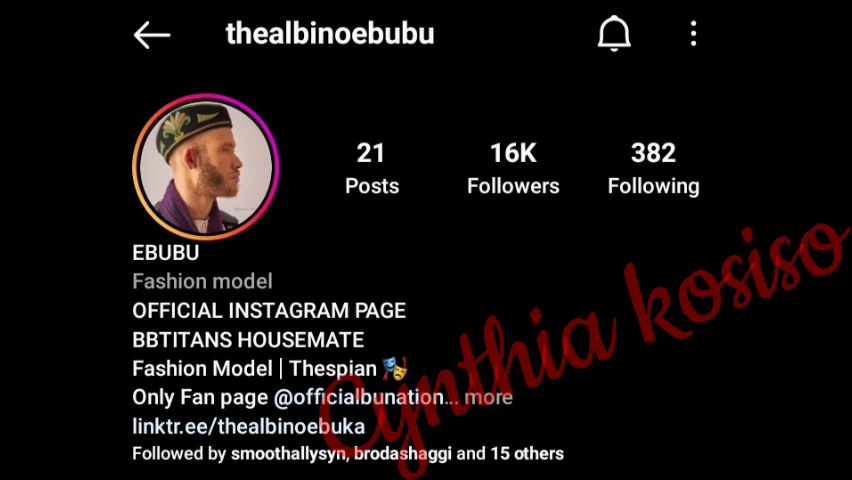 thealbinoebubu
21 16K 382
Posts Followers Following
EBUBU
Fashion model
OFFICIAL INSTAGRAM PAGE
BBTITANS HOUSEMATE
Fashion Model | Thespian 🎭
Only Fan page @officialbunation... more
linktr.ee/thealbinoebuka
Followed by smoothallysyn, brodashaggi and 15 others
Cynthia kosiso